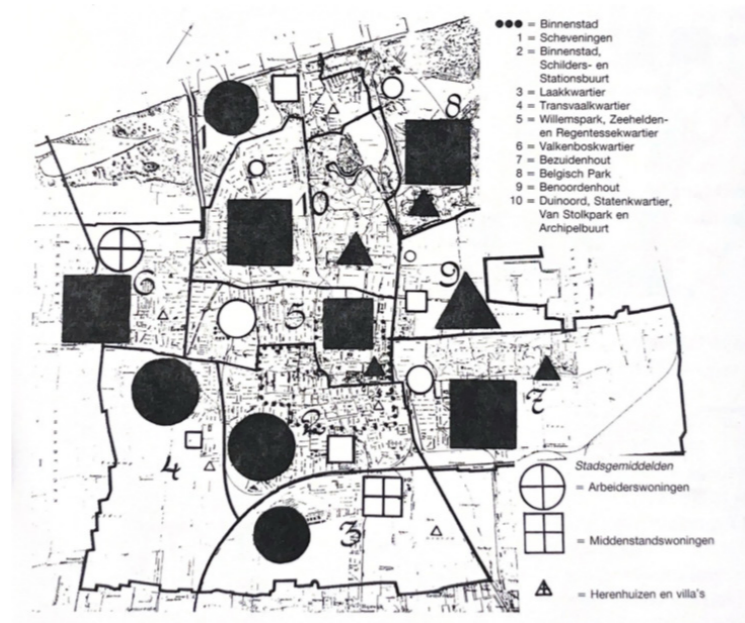 ●●● = Binnenstad
1 = Scheveningen
2 = Binnenstad,
Schilders- en
Stationsbuurt
3 = Laakkwartier
4 = Transvaalkwartier
5 = Willemspark, Zeehelden-
en Regentessekwartier
6 = Valkenboskwartier
7 = Bezuidenhout
8 = Belgisch Park
9 = Benoordenhout
10 = Duinoord, Statenkwartier,
Van Stolkpark en
Archipelbuurt
1
8
10
6
9
5
2
7
4
3
Stadsgemiddelden
= Arbeiderswoningen
= Middenstandswoningen
= Herenhuizen en villa's